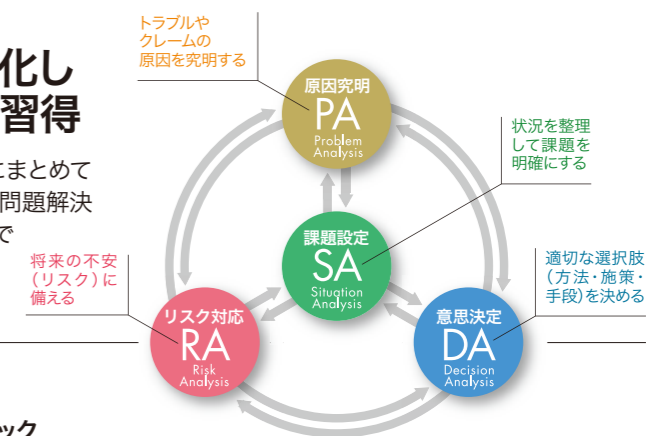 化し
習得
にまとめて
問題解決
で
トラブルや
クレームの
原因を究明する
原因究明
PA
Problem
Analysis
状況を整理
して課題を
明確にする
課題設定
SA
Situation
Analysis
将来の不安
（リスク）に
備える
リスク対応
RA
Risk
Analysis
適切な選択肢
（方法・施策・
手段）を決める
意思決定
DA
Decision
Analysis
ック